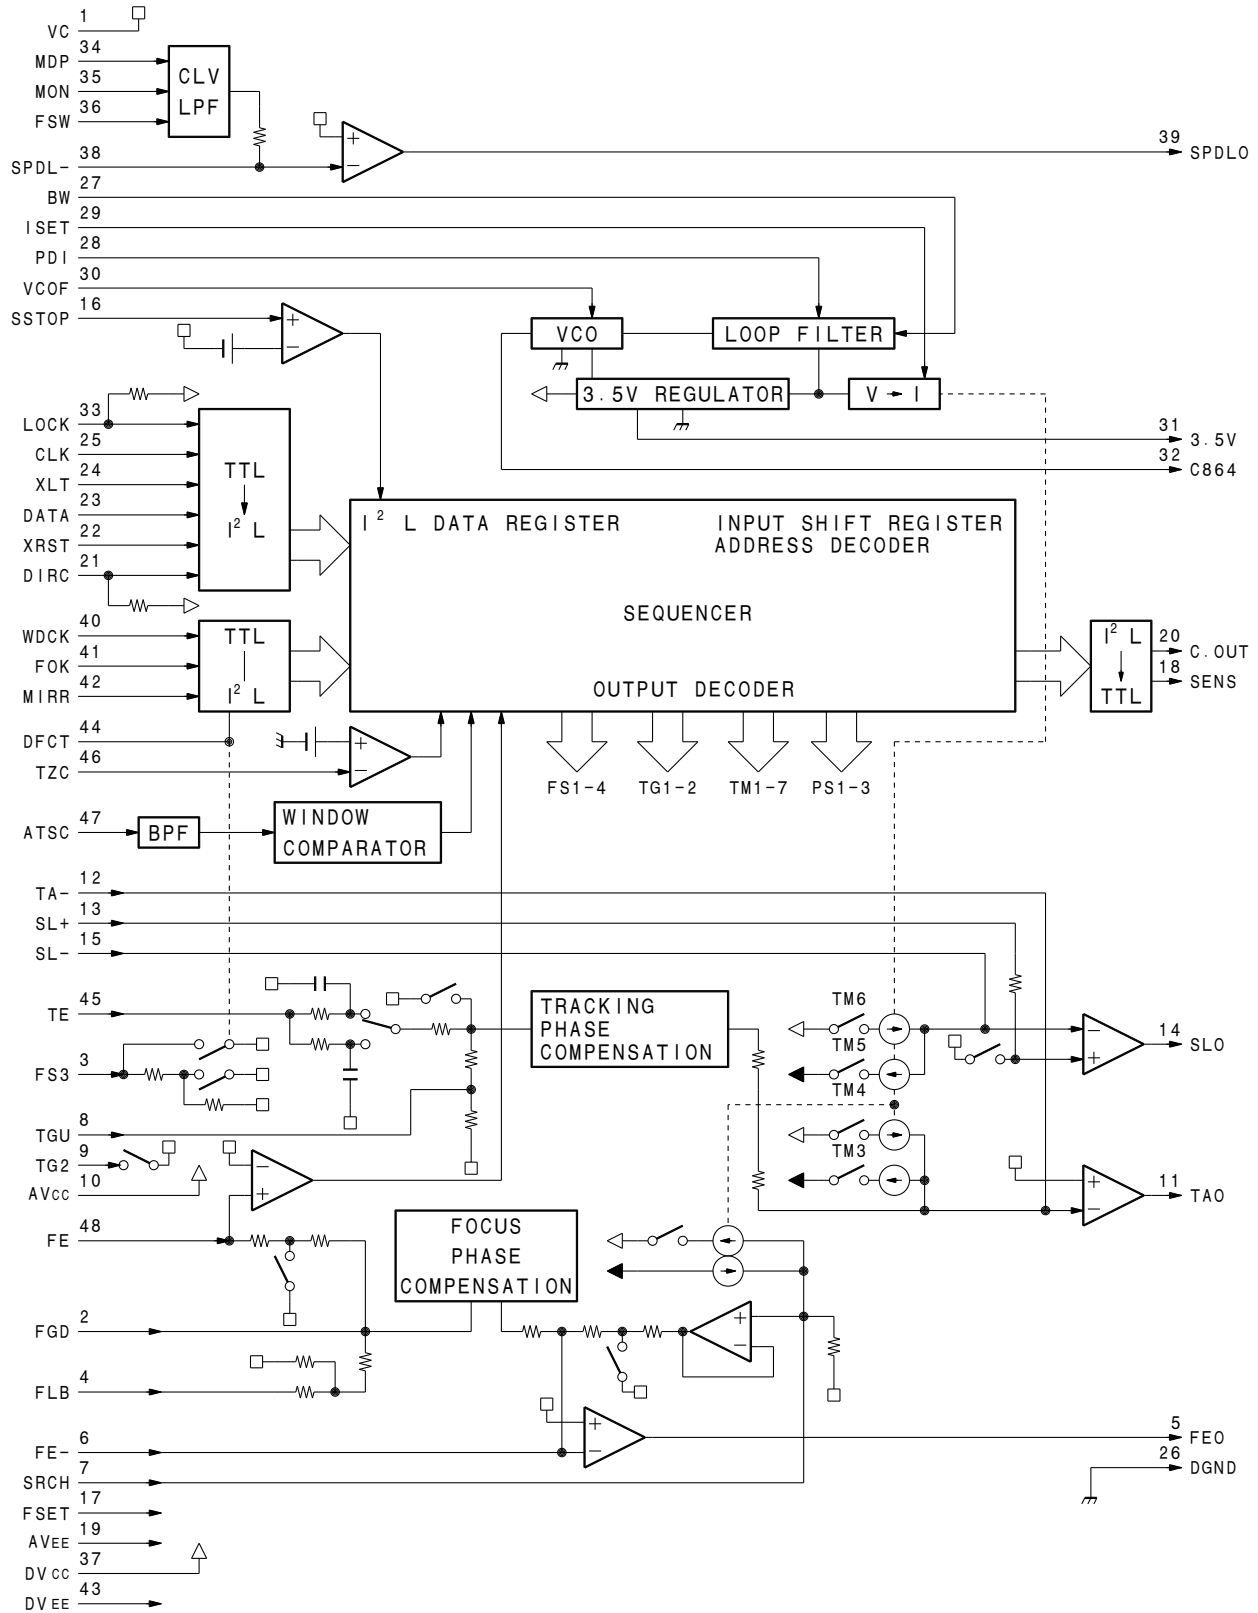 1
VC
34
MDP
35
MON
36
FSW
CLV
LPF
38
SPDL-
+
-
39
SPDLO
27
BW
29
ISET
28
PDI
30
VCOF
16
SSTOP
+
-
VCO
LOOP FILTER
3.5V REGULATOR
V → I
31
3.5V
32
C864
33
LOCK
25
CLK
24
XLT
23
DATA
22
XRST
21
DIRC
TTL
I² L
I² L DATA REGISTER
INPUT SHIFT REGISTER
ADDRESS DECODER
SEQUENCER
OUTPUT DECODER
40
WDCK
41
FOK
42
MIRR
TTL
I² L
I² L
TTL
20
C.OUT
18
SENS
44
DFCT
46
TZC
+
-
FS1-4
TG1-2
TM1-7
PS1-3
47
ATSC
BPF
WINDOW
COMPARATOR
12
TA-
13
SL+
15
SL-
45
TE
3
FS3
TRACKING
PHASE
COMPENSATION
TM6
TM5
TM4
TM3
-
+
14
SLO
8
TGU
9
TG2
10
AVCC
-
+
+
-
11
TAO
48
FE
FOCUS
PHASE
COMPENSATION
2
FGD
+
-
4
FLB
6
FE-
+
-
5
FEO
7
SRCH
26
DGND
17
FSET
19
AVEE
37
DVCC
43
DVEE